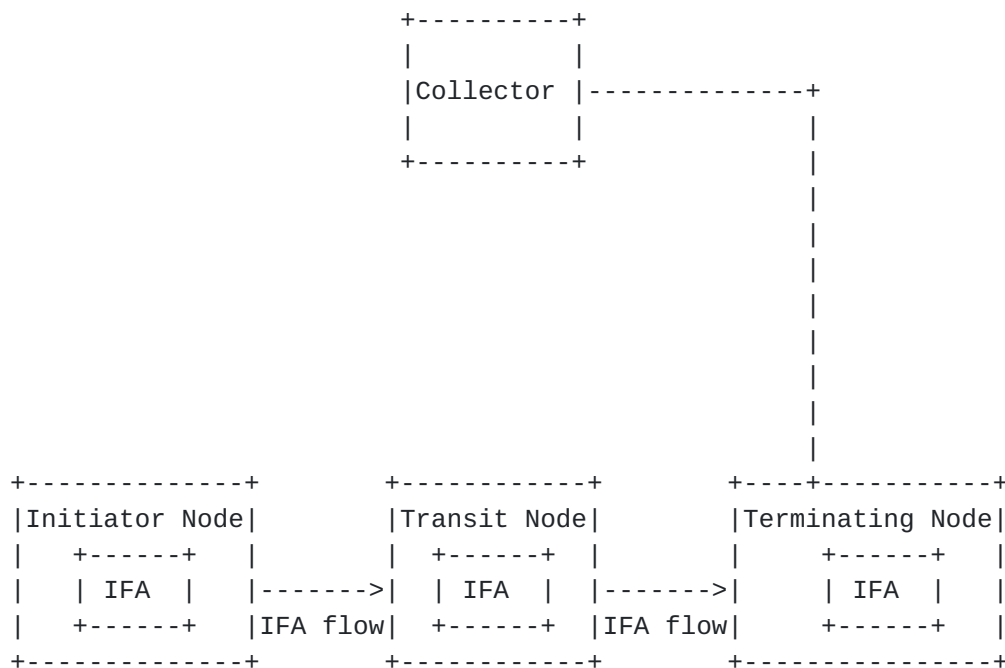 Collector
Initiator Node Transit Node Terminating Node
IFA IFA IFA
IFA flow IFA flow